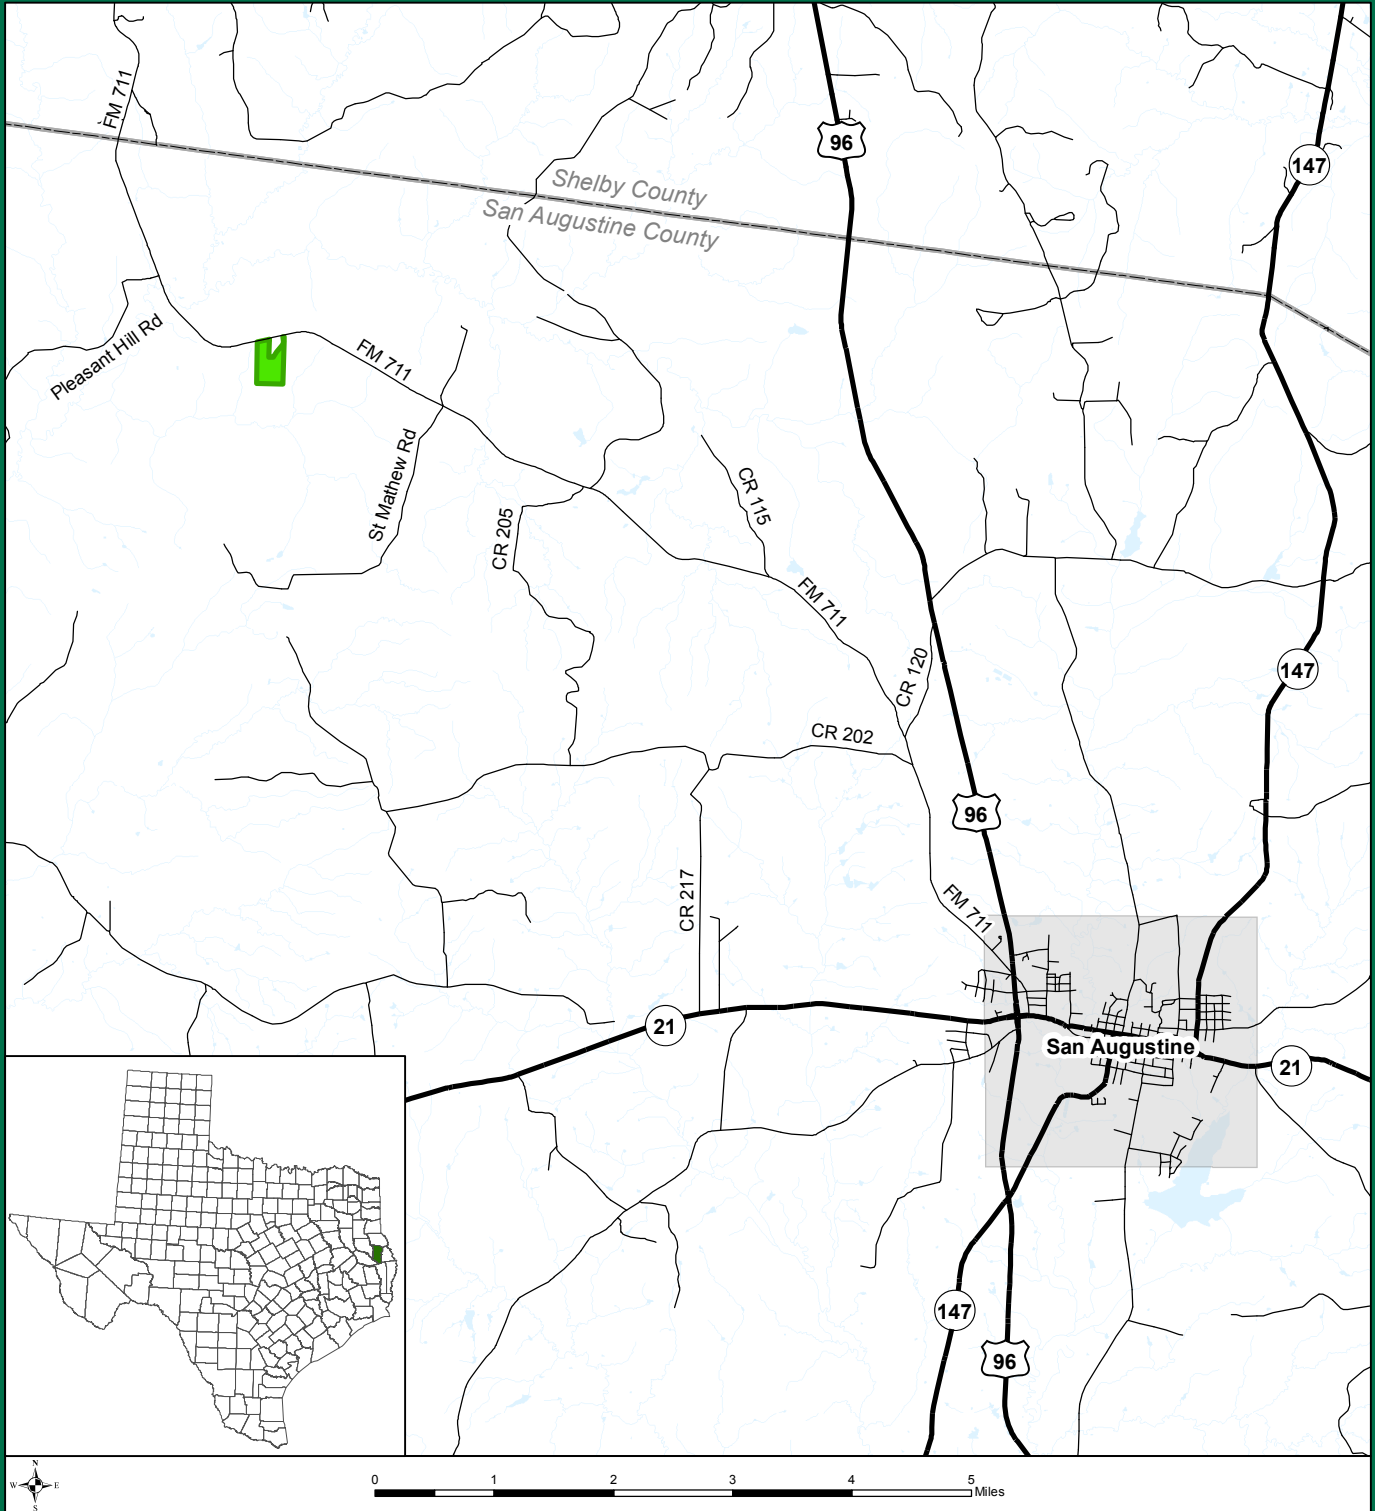 FM 711
96
147
Shelby County
San Augustine County
Pleasant Hill Rd
FM 711
St Mathew Rd
CR 205
CR 115
FM 711
CR 120
147
CR 202
96
CR 217
FM 711
21
San Augustine
21
147
96
N
W E
S
0 1 2 3 4 5
Miles